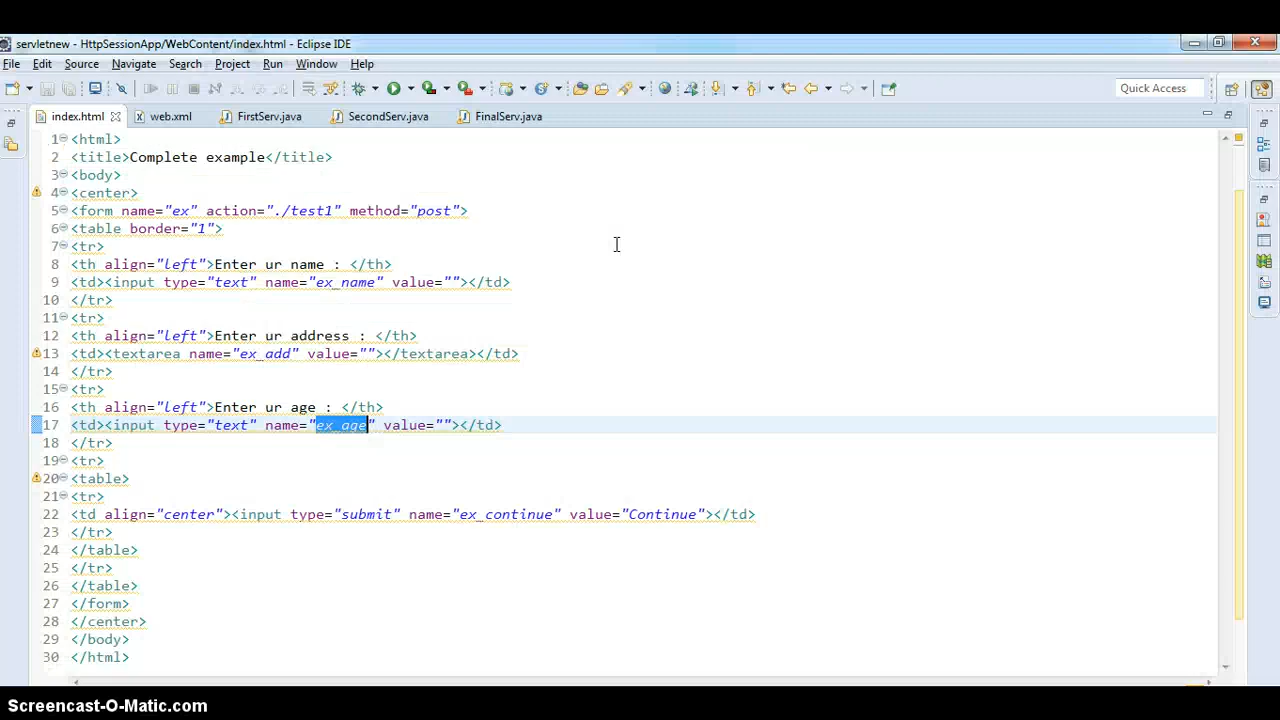 servletnew - HttpSessionApp/WebContent/index.html - Eclipse IDE
File Edit Source Navigate Search Project Run Window Help
Quick Access
index.html web.xml FirstServ.java SecondServ.java FinalServ.java
1 <html>
2 <title>Complete example</title>
3 <body>
4 <center>
5 <form name="ex" action="./test1" method="post">
6 <table border="1">
7 <tr>
8 <th align="left">Enter ur name : </th>
9 <td><input type="text" name="ex_name" value=""></td>
10 </tr>
11 <tr>
12 <th align="left">Enter ur address : </th>
13 <td><textarea name="ex_add" value=""></textarea></td>
14 </tr>
15 <tr>
16 <th align="left">Enter ur age : </th>
17 <td><input type="text" name="ex_age" value=""></td>
18 </tr>
19 <tr>
20 <table>
21 <tr>
22 <td align="center"><input type="submit" name="ex_continue" value="Continue"></td>
23 </tr>
24 </table>
25 </tr>
26 </table>
27 </form>
28 </center>
29 </body>
30 </html>
Screencast-O-Matic.com